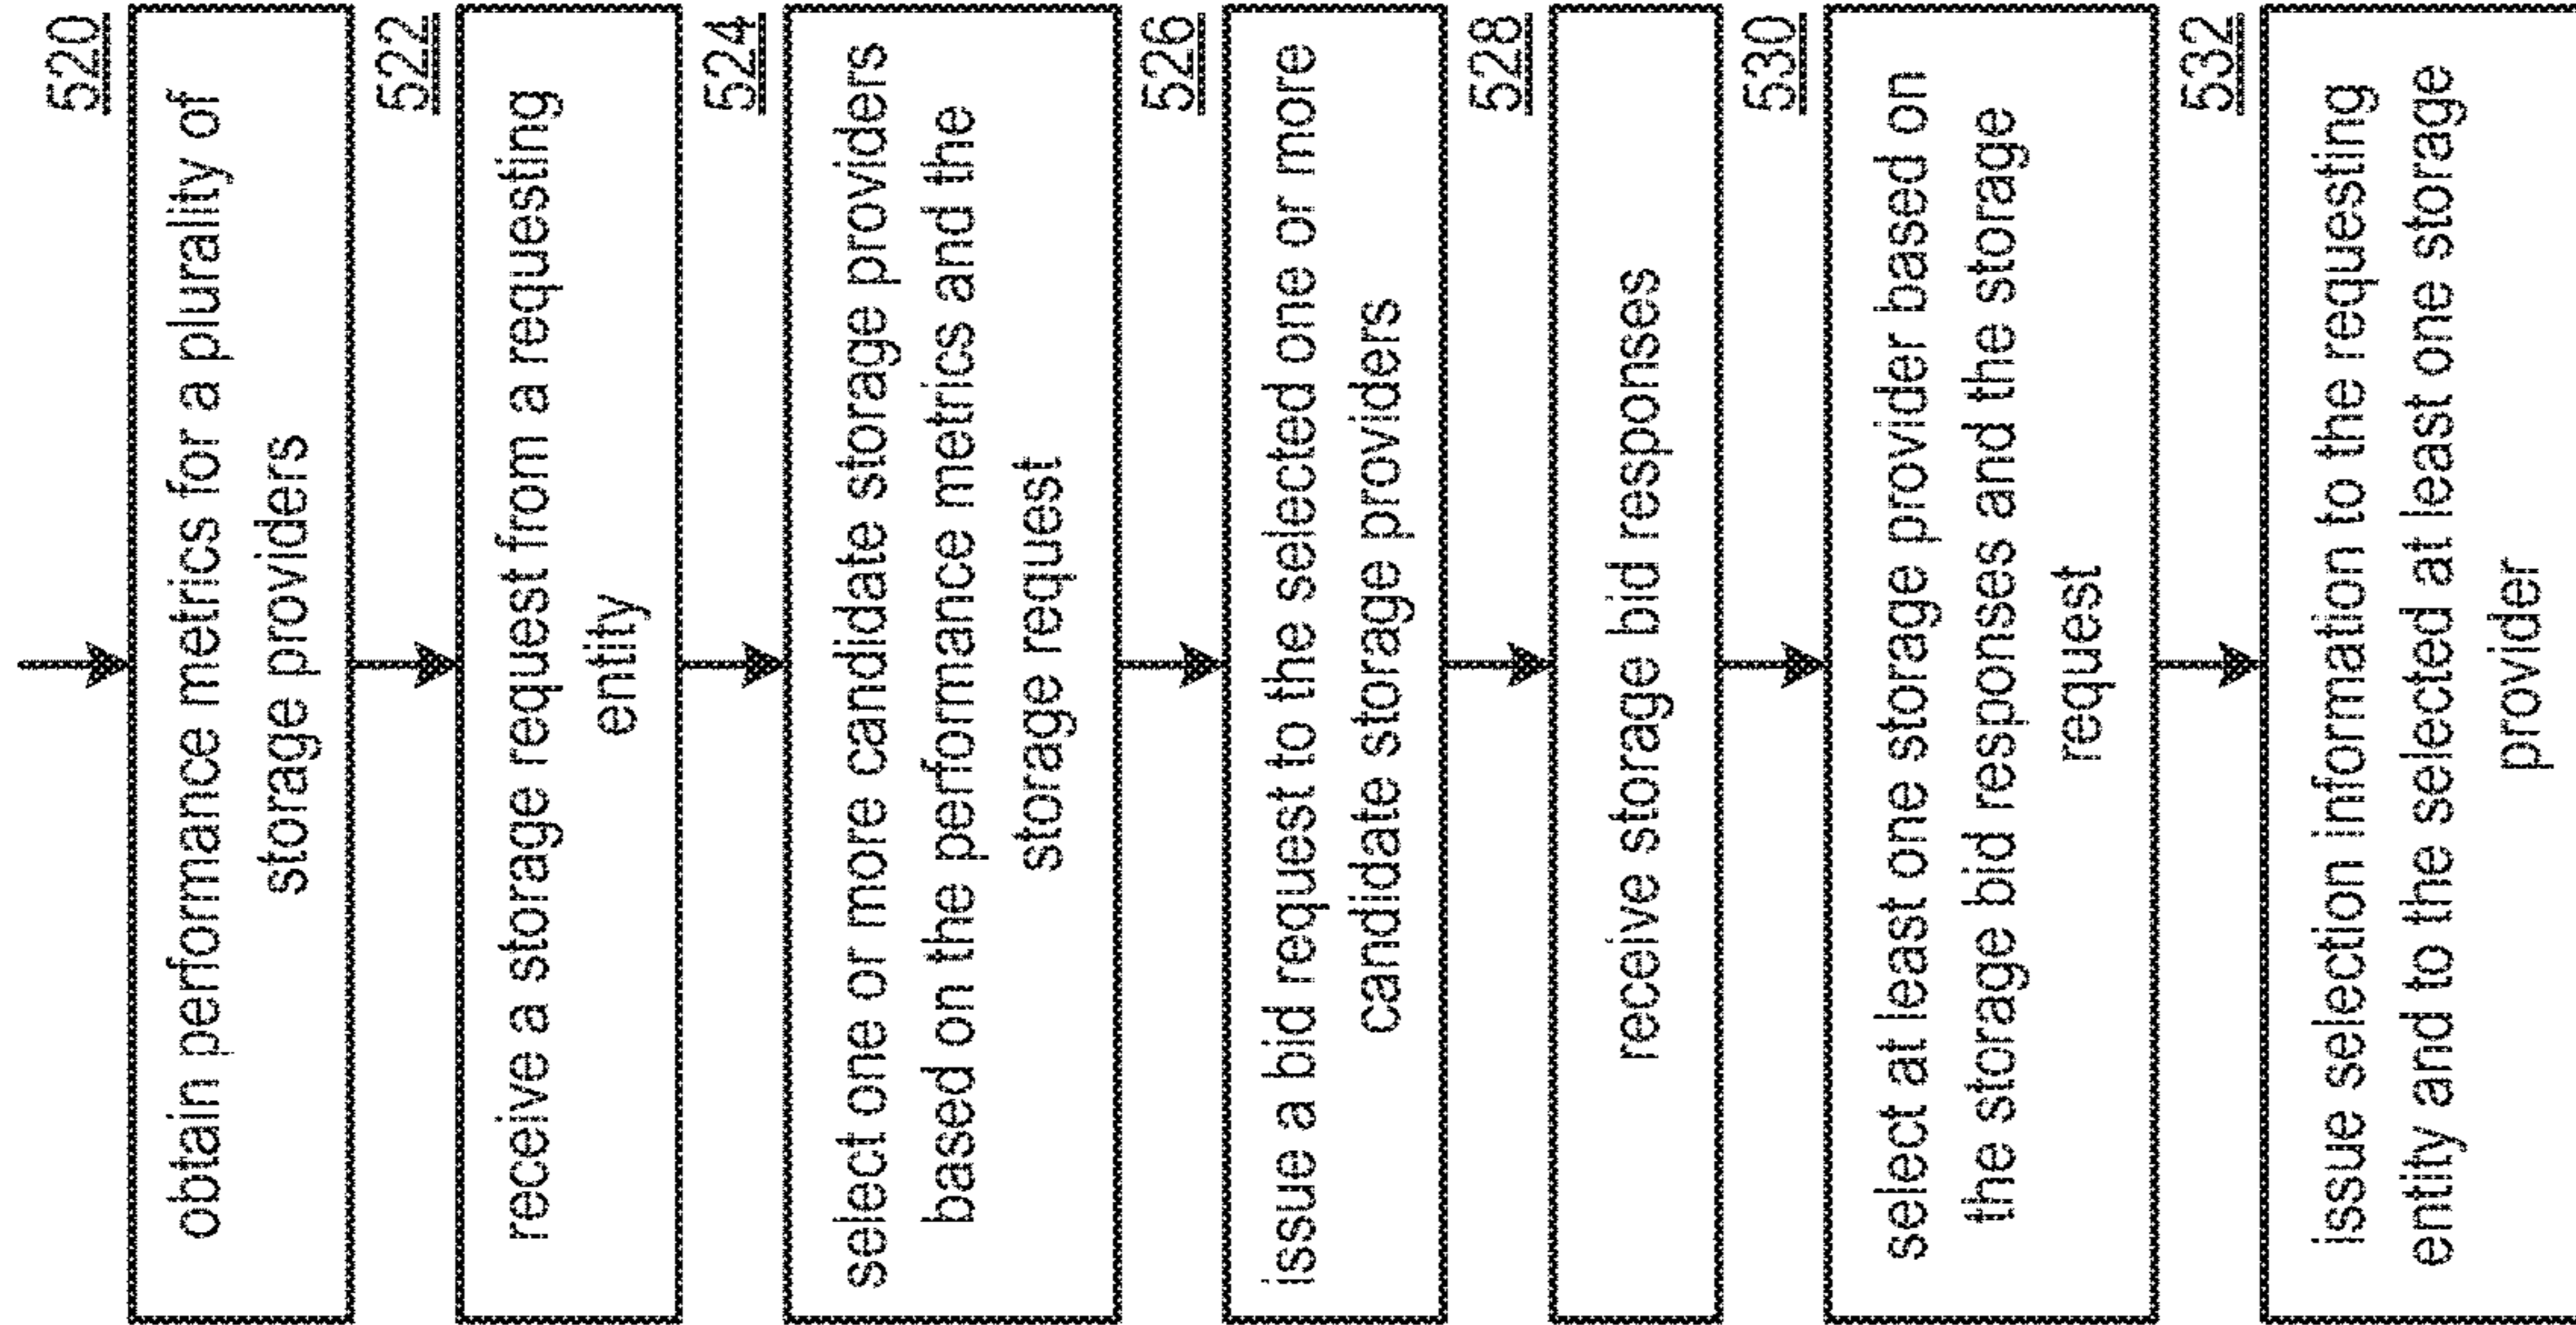 520
obtain performance metrics for a plurality of
storage providers
522
receive a storage request from a requesting
entity
524
select one or more candidate storage providers
based on the performance metrics and the
storage request
526
issue a bid request to the selected one or more
candidate storage providers
528
receive storage bid responses
530
select at least one storage provider based on
the storage bid responses and the storage
request
532
issue selection information to the requesting
entity and to the selected at least one storage
provider